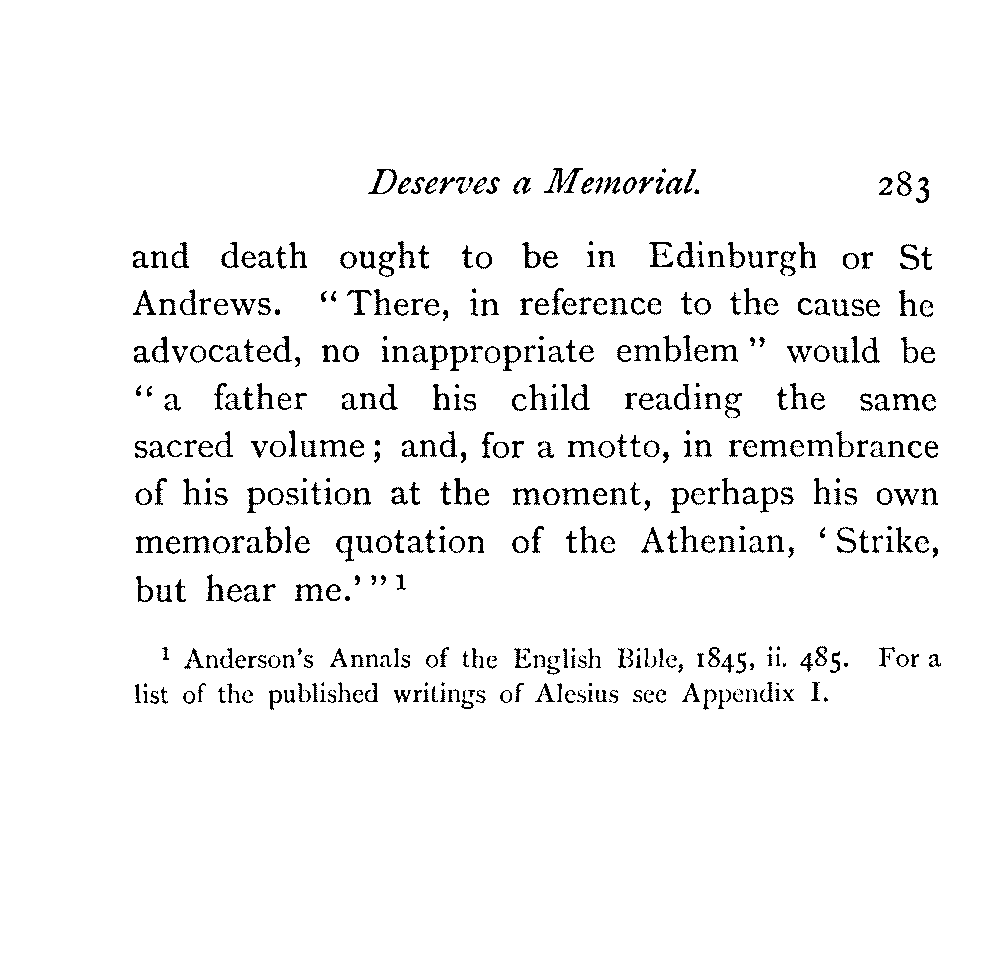 Deserves a Memorial. 283
and death ought to be in Edinburgh or St
Andrews. “There, in reference to the cause he
advocated, no inappropriate emblem” would be
“a father and his child reading the same
sacred volume; and, for a motto, in remembrance
of his position at the moment, perhaps his own
memorable quotation of the Athenian, ‘Strike,
but hear me.’”¹
¹ Anderson's Annals of the English Bible, 1845, ii. 485. For a
list of the published writings of Alesius see Appendix I.